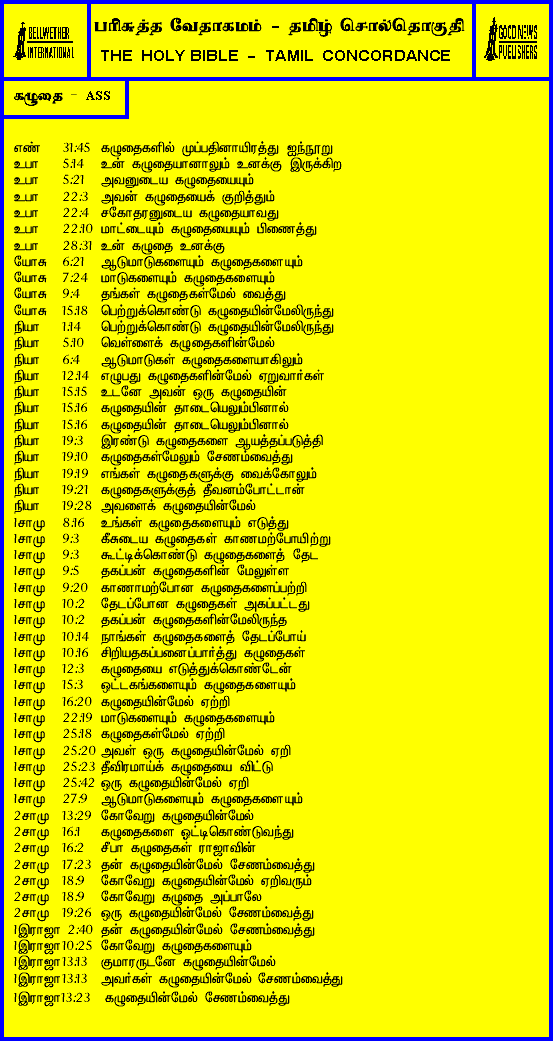 BELLWETHER
INTERNATIONAL
பரிசுத்த வேதாகமம் - தமிழ் சொல்தொகுதி
THE HOLY BIBLE - TAMIL CONCORDANCE
GOOD NEWS
PUBLISHERS
கழுதை - ASS
எண் 31:45 கழுதைகளில் முப்பதினாயிரத்து ஐந்நூறு
உபா 5:14 உன் கழுதையானாலும் உனக்கு இருக்கிற
உபா 5:21 அவனுடைய கழுதையையும்
உபா 22:3 அவன் கழுதையைக் குறித்தும்
உபா 22:4 சகோதரனுடைய கழுதையாவது
உபா 22:10 மாட்டையும் கழுதையையும் பிணைத்து
உபா 28:31 உன் கழுதை உனக்கு
யோசு 6:21 ஆடுமாடுகளையும் கழுதைகளையும்
யோசு 7:24 மாடுகளையும் கழுதைகளையும்
யோசு 9:4 தங்கள் கழுதைகள்மேல் வைத்து
யோசு 15:18 பெற்றுக்கொண்டு கழுதையின்மேலிருந்து
நியா 1:14 பெற்றுக்கொண்டு கழுதையின்மேலிருந்து
நியா 5:10 வெள்ளைக் கழுதைகளின்மேல்
நியா 6:4 ஆடுமாடுகள் கழுதைகளையாகிலும்
நியா 12:14 எழுபது கழுதைகளின்மேல் ஏறுவார்கள்
நியா 15:15 உடனே அவன் ஒரு கழுதையின்
நியா 15:16 கழுதையின் தாடையெலும்பினால்
நியா 15:16 கழுதையின் தாடையெலும்பினால்
நியா 19:3 இரண்டு கழுதைகளை ஆயத்தப்படுத்தி
நியா 19:10 கழுதைகள்மேலும் சேணம்வைத்து
நியா 19:19 எங்கள் கழுதைகளுக்கு வைக்கோலும்
நியா 19:21 கழுதைகளுக்குத் தீவனம்போட்டான்
நியா 19:28 அவளைக் கழுதையின்மேல்
1சாமு 8:16 உங்கள் கழுதைகளையும் எடுத்து
1சாமு 9:3 கீசுடைய கழுதைகள் காணமற்போயிற்று
1சாமு 9:3 கூட்டிக்கொண்டு கழுதைகளைத் தேட
1சாமு 9:5 தகப்பன் கழுதைகளின் மேலுள்ள
1சாமு 9:20 காணாமற்போன கழுதைகளைப்பற்றி
1சாமு 10:2 தேடப்போன கழுதைகள் அகப்பட்டது
1சாமு 10:2 தகப்பன் கழுதைகளின்மேலிருந்த
1சாமு 10:14 நாங்கள் கழுதைகளைத் தேடப்போய்
1சாமு 10:16 சிறியதகப்பனைப்பார்த்து கழுதைகள்
1சாமு 12:3 கழுதையை எடுத்துக்கொண்டேன்
1சாமு 15:3 ஒட்டகங்களையும் கழுதைகளையும்
1சாமு 16:20 கழுதையின்மேல் ஏற்றி
1சாமு 22:19 மாடுகளையும் கழுதைகளையும்
1சாமு 25:18 கழுதைகள்மேல் ஏற்றி
1சாமு 25:20 அவள் ஒரு கழுதையின்மேல் ஏறி
1சாமு 25:23 தீவிரமாய்க் கழுதையை விட்டு
1சாமு 25:42 ஒரு கழுதையின்மேல் ஏறி
1சாமு 27:9 ஆடுமாடுகளையும் கழுதைகளையும்
2சாமு 13:29 கோவேறு கழுதையின்மேல்
2சாமு 16:1 கழுதைகளை ஓட்டிகொண்டுவந்து
2சாமு 16:2 சீபா கழுதைகள் ராஜாவின்
2சாமு 17:23 தன் கழுதையின்மேல் சேணம்வைத்து
2சாமு 18:9 கோவேறு கழுதையின்மேல் ஏறிவரும்
2சாமு 18:9 கோவேறு கழுதை அப்பாலே
2சாமு 19:26 ஒரு கழுதையின்மேல் சேணம்வைத்து
1இராஜா 2:40 தன் கழுதையின்மேல் சேணம்வைத்து
1இராஜா10:25 கோவேறு கழுதைகளையும்
1இராஜா13:13 குமாரருடனே கழுதையின்மேல்
1இராஜா13:13 அவர்கள் கழுதையின்மேல் சேணம்வைத்து
1இராஜா13:23 கழுதையின்மேல் சேணம்வைத்து